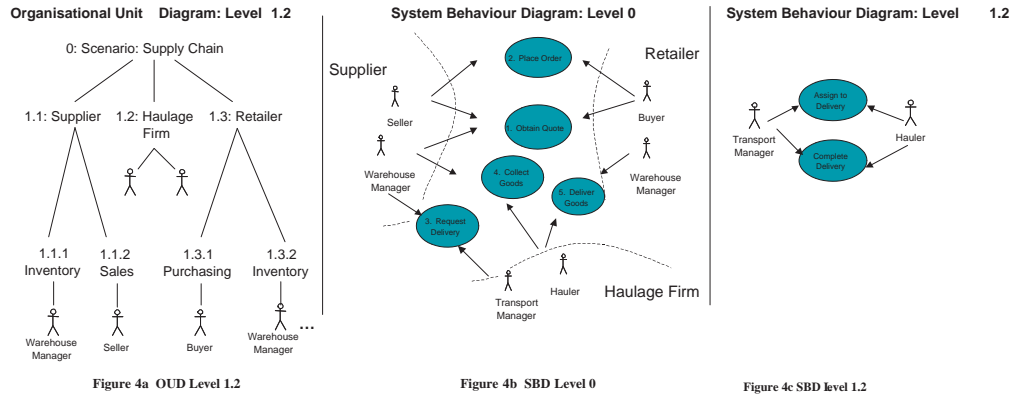 Organisational Unit Diagram: Level 1.2
0: Scenario: Supply Chain
1.1: Supplier
1.2: Haulage
Firm
1.3: Retailer
1.1.1
Inventory
1.1.2
Sales
1.3.1
Purchasing
1.3.2
Inventory
Warehouse
Manager
Seller
Buyer
Warehouse
Manager
...
Figure 4a OUD Level 1.2
System Behaviour Diagram: Level 0
Supplier
Retailer
2. Place Order
Seller
Buyer
1. Obtain Quote
Warehouse
Manager
4. Collect
Goods
Warehouse
Manager
5. Deliver
Goods
3. Request
Delivery
Transport
Manager
Hauler
Haulage Firm
Figure 4b SBD Level 0
System Behaviour Diagram: Level 1.2
Assign to
Delivery
Transport
Manager
Hauler
Complete
Delivery
Figure 4c SBD Level 1.2